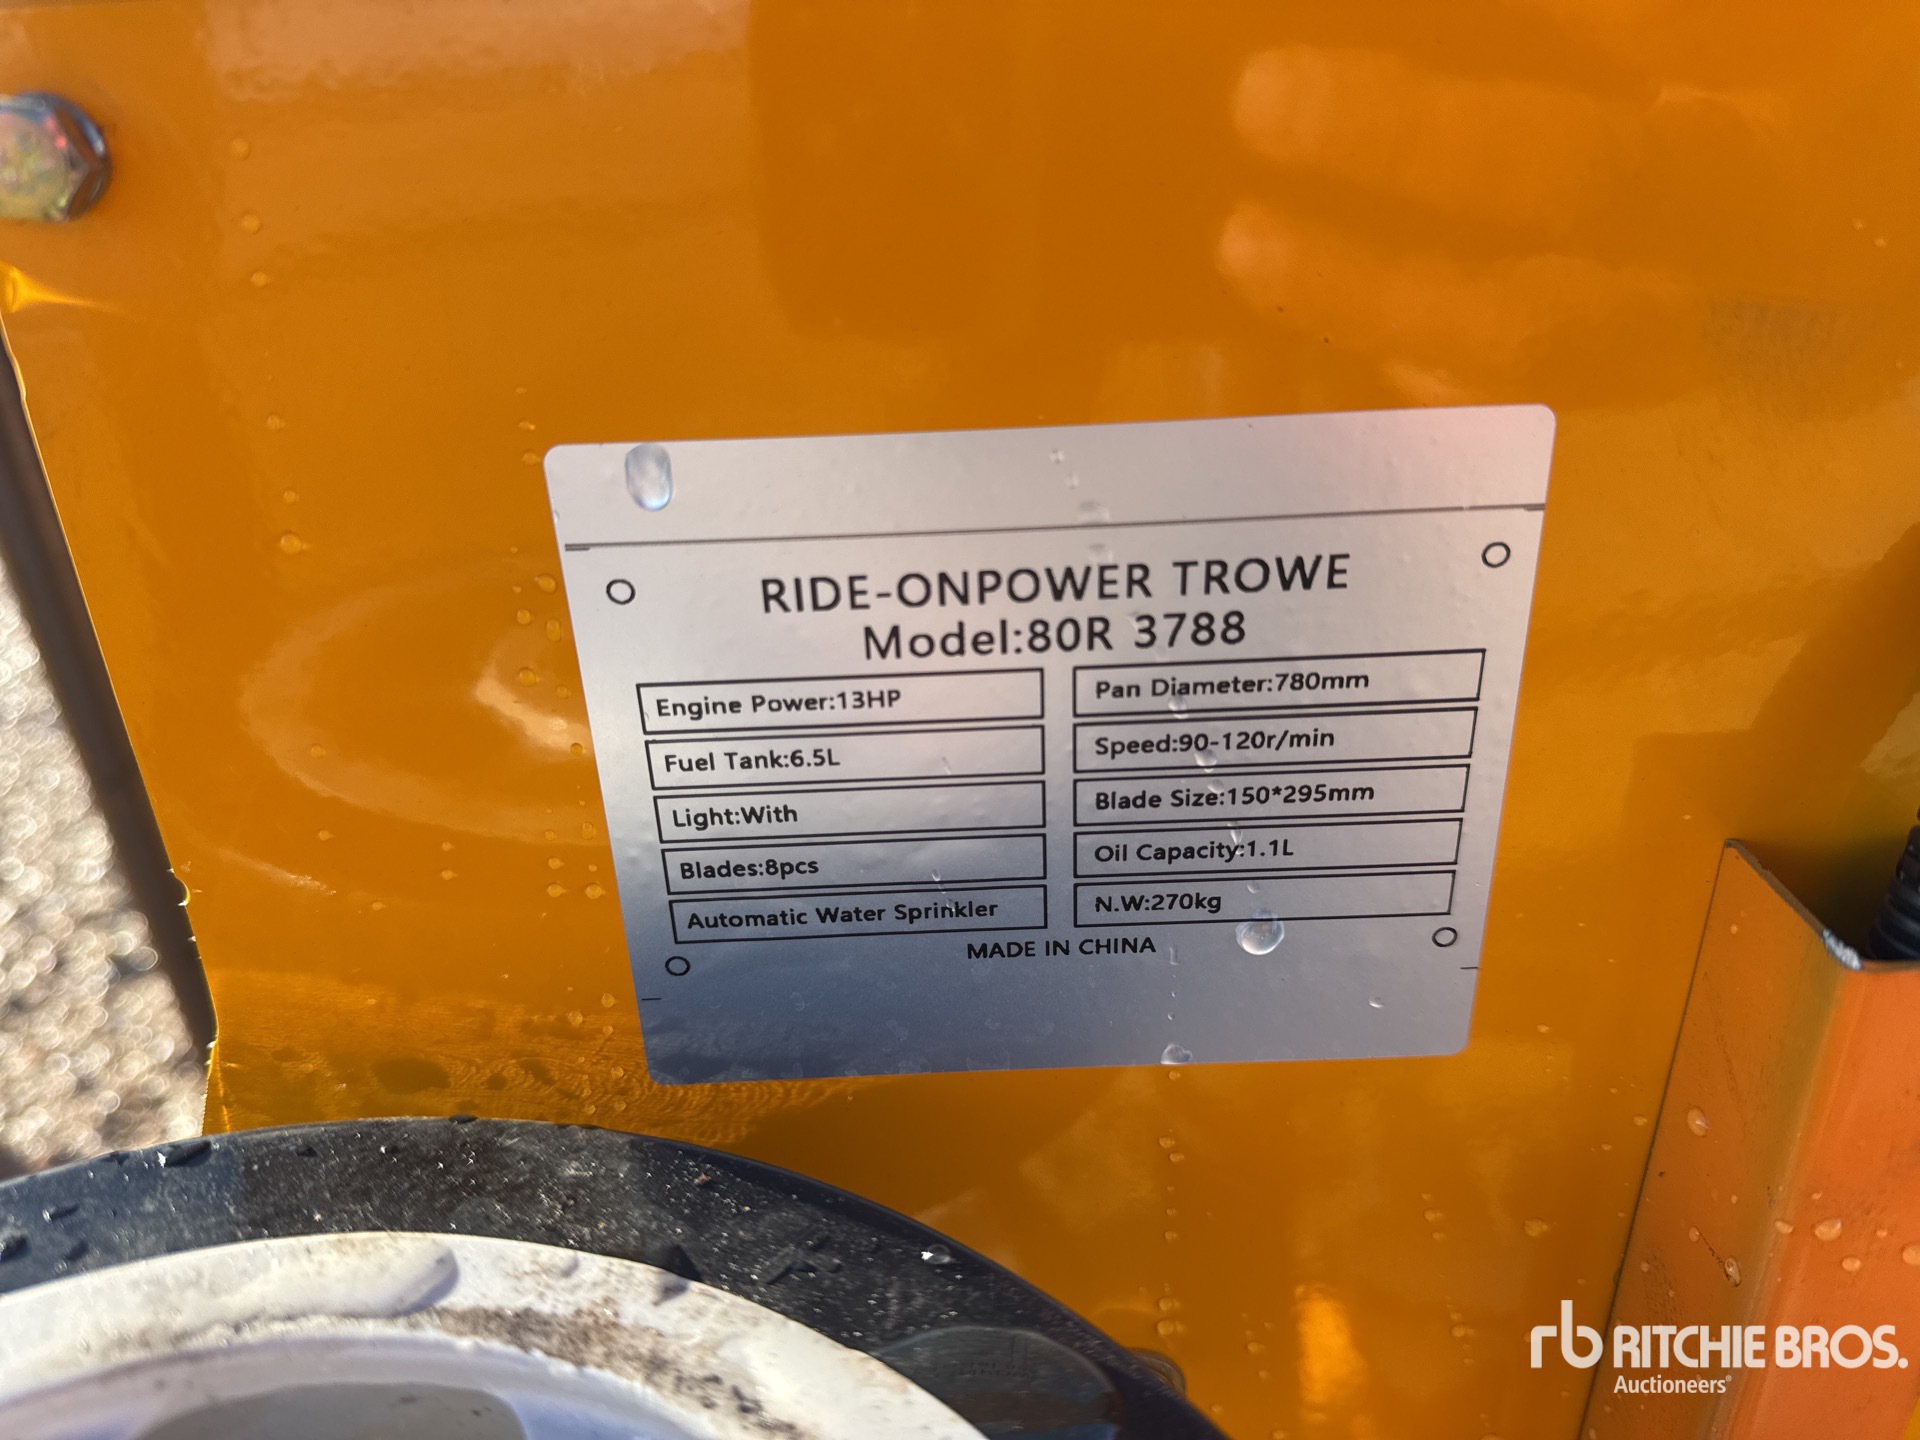 RIDE-ONPOWER TROWE
Model:80R 3788
Engine Power:13HP
Pan Diameter:780mm
Fuel Tank:6.5L
Speed:90-120r/min
Light:With
Blade Size:150*295mm
Blades:8pcs
Oil Capacity:1.1L
Automatic Water Sprinkler
N.W:270kg
MADE IN CHINA
rb RITCHIE BROS.
Auctioneers®